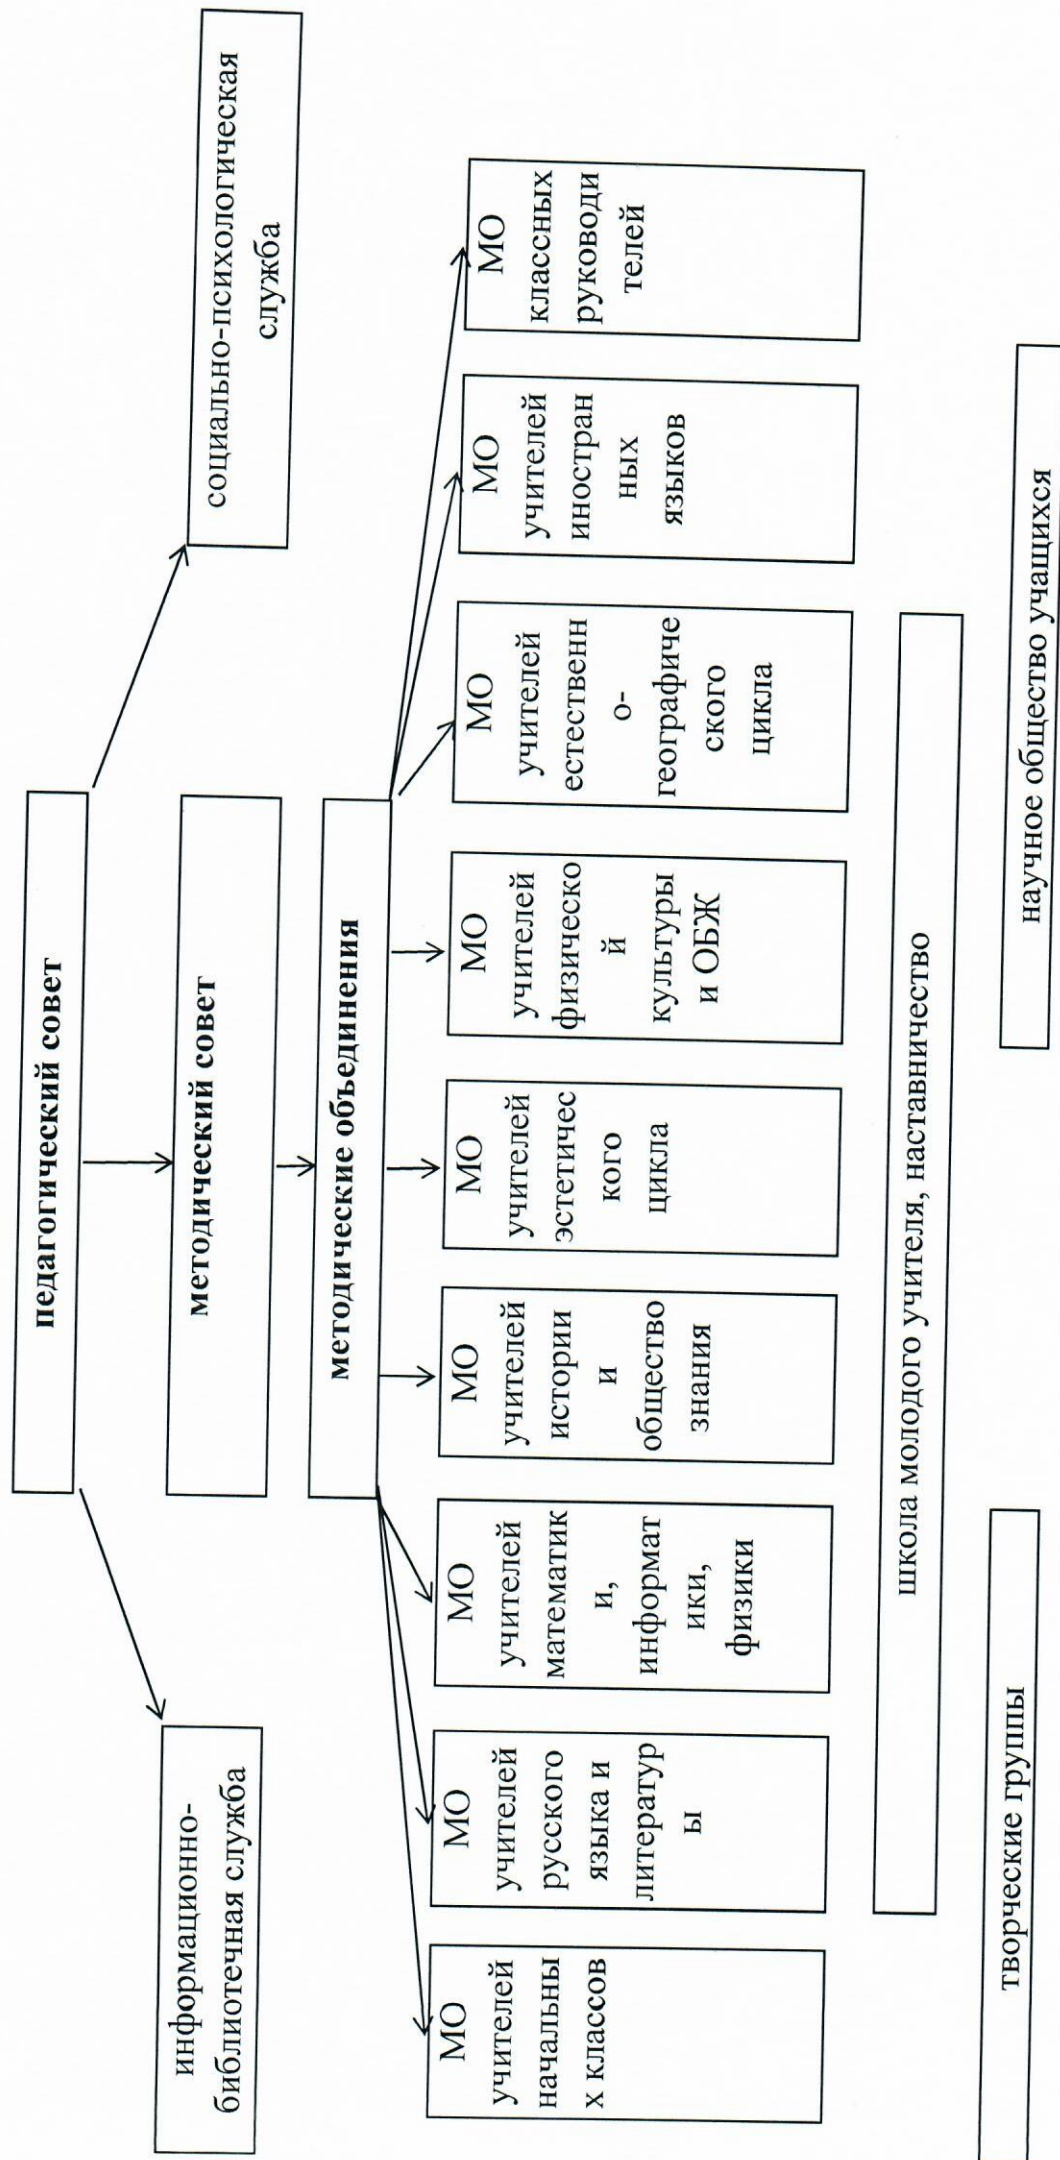 педагогический совет
информационно-
библиотечная служба
методический совет
социально-психологическая
служба
методические объединения
МО
учителей
начальны
х классов
МО
учителей
русского
языка и
литератур
ы
МО
учителей
математик
и,
информат
ики,
физики
МО
учителей
истории
и
общество
знания
МО
учителей
эстетичес
кого
цикла
МО
учителей
физическо
й
культуры
и ОБЖ
МО
учителей
естественн
о-
географиче
ского
цикла
МО
учителей
иностран
ных
языков
МО
классных
руководи
телей
школа молодого учителя, наставничество
творческие группы
научное общество учащихся